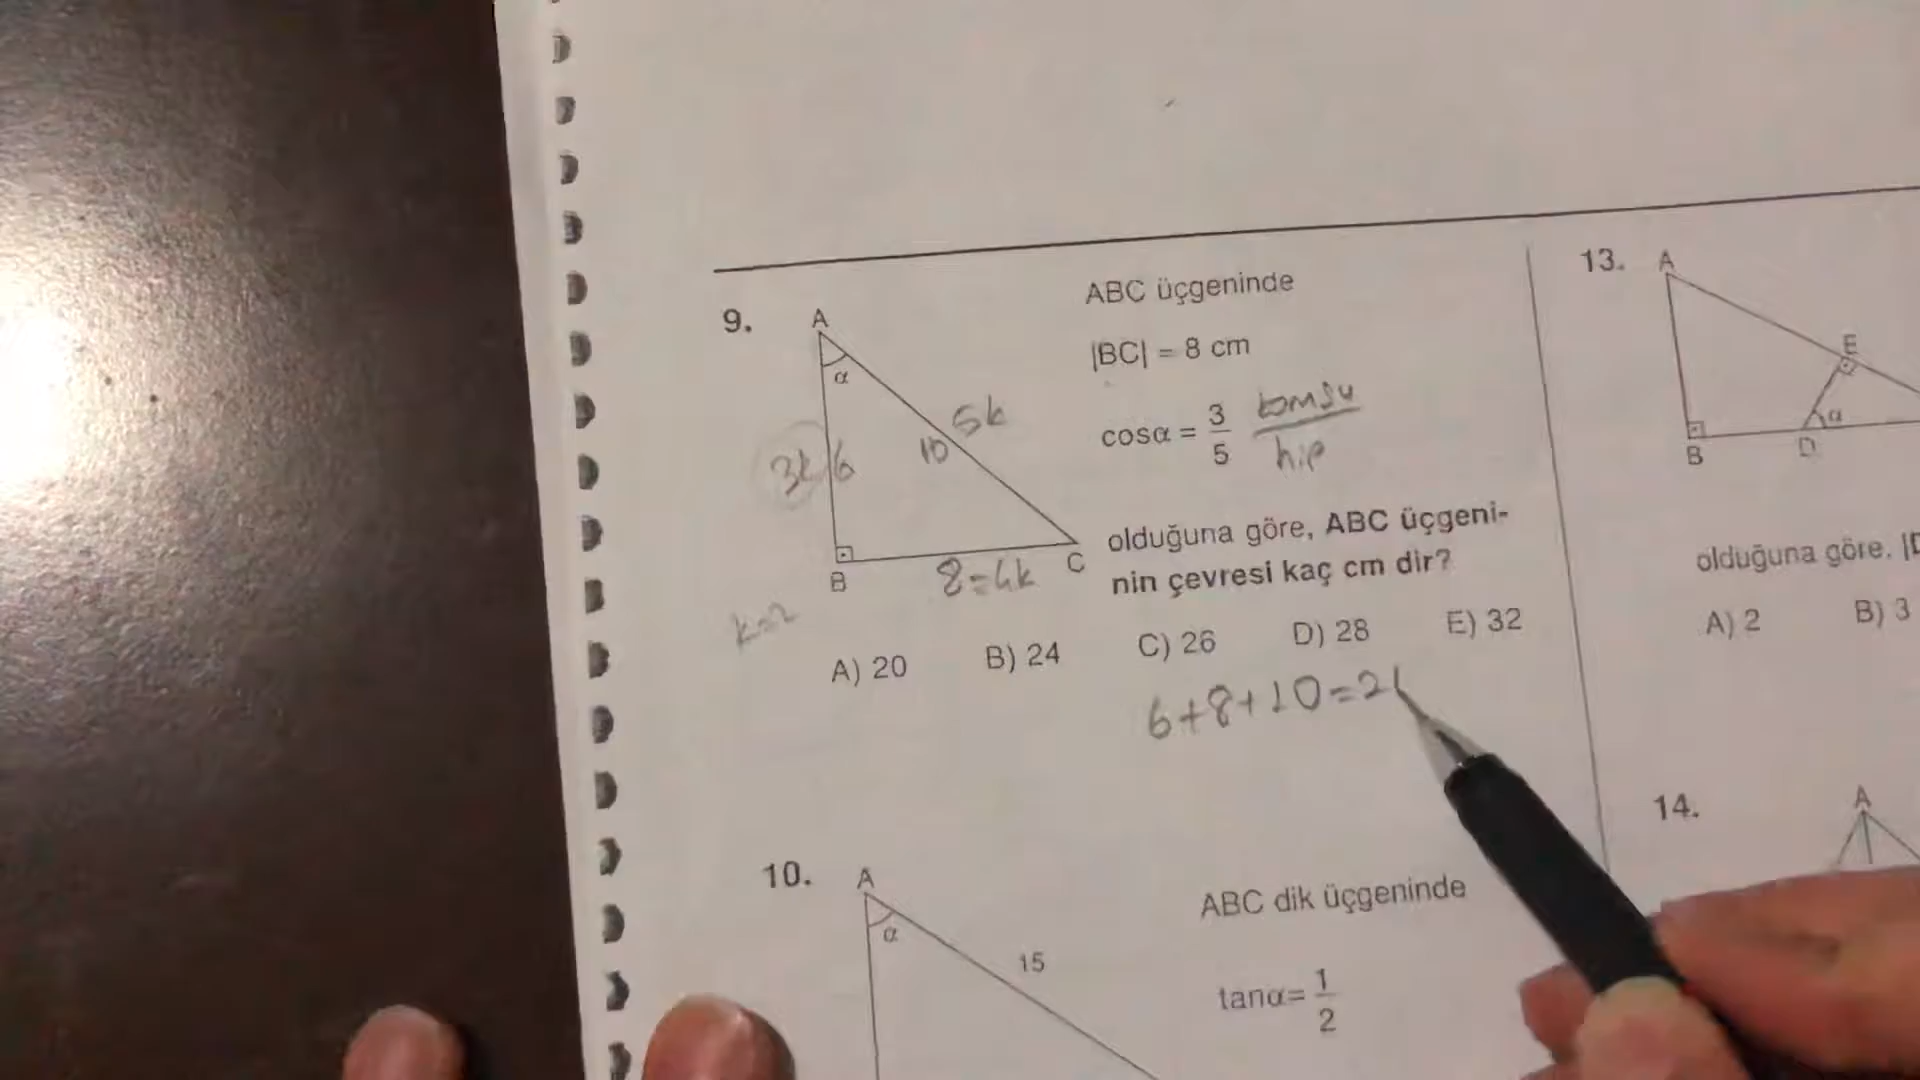 9.
A
α
3k 6
10 5k
B
8=4k
C
k=2
ABC üçgeninde
|BC| = 8 cm
cosα = 3/5 komşu/hip
olduğuna göre, ABC üçgeni-
nin çevresi kaç cm dir?
A) 20 B) 24 C) 26 D) 28 E) 32
6+8+10=2
10.
A
α
15
ABC dik üçgeninde
tanα= 1/2
13.
A
E
α
B
D
olduğuna göre,
A) 2 B) 3
14.
A